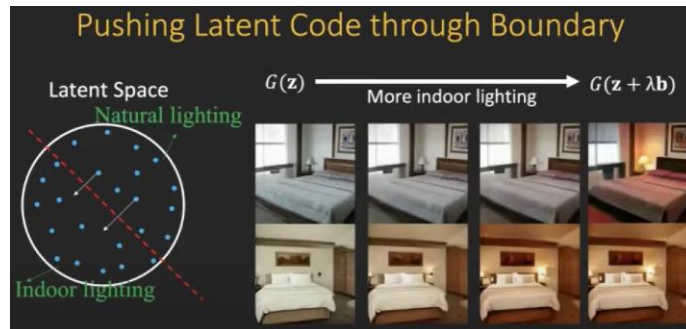 Pushing Latent Code through Boundary
Latent Space
Natural lighting
Indoor lighting
G(𝐳)
More indoor lighting
G(𝐳 + λ𝐛)